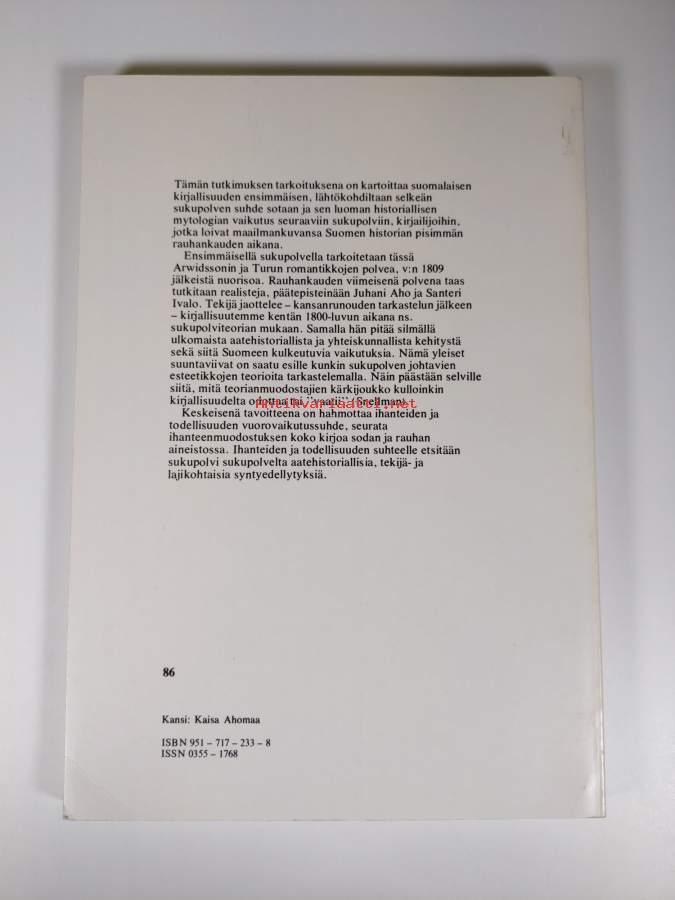 Tämän tutkimuksen tarkoituksena on kartoittaa suomalaisen
kirjallisuuden ensimmäisen, lähtökohdiltaan selkeän
sukupolven suhde sotaan ja sen luoman historiallisen
mytologian vaikutus seuraaviin sukupolviin, kirjailijoihin,
jotka loivat maailmankuvansa Suomen historian pisimmän
rauhankauden aikana.
Ensimmäisellä sukupolvella tarkoitetaan tässä
Arwidssonin ja Turun romantikkojen polvea, v:n 1809
jälkeistä nuorisoa. Rauhankauden viimeisenä polvena taas
tutkitaan realisteja, päätepisteinään Juhani Aho ja Santeri
Ivalo. Tekijä jaottelee – kansanrunouden tarkastelun jälkeen
– kirjallisuutemme kentän 1800-luvun aikana ns.
sukupolviteorian mukaan. Samalla hän pitää silmällä
ulkomaista aatehistoriallista ja yhteiskunnallista kehitystä
sekä siitä Suomeen kulkeutuvia vaikutuksia. Nämä yleiset
suuntaviivat on saatu esille kunkin sukupolven johtavien
esteetikkojen teorioita tarkastelemalla. Näin päästään selville
siitä, mitä teorianmuodostajien kärkijoukko kulloinkin
kirjallisuudelta odottaa tai "vaatii" (Snellman).
Antikvariaatti.net
Keskeisenä tavoitteena on hahmottaa ihanteiden ja
todellisuuden vuorovaikutussuhde, seurata
ihanteenmuodostuksen koko kirjoa sodan ja rauhan
aineistossa. Ihanteiden ja todellisuuden suhteelle etsitään
sukupolvi sukupolvelta aatehistoriallisia, tekijä- ja
lajikohtaisia syntyedellytyksiä.
86
Kansi: Kaisa Ahomaa
ISBN 951 – 717 – 233 – 8
ISSN 0355 – 1768